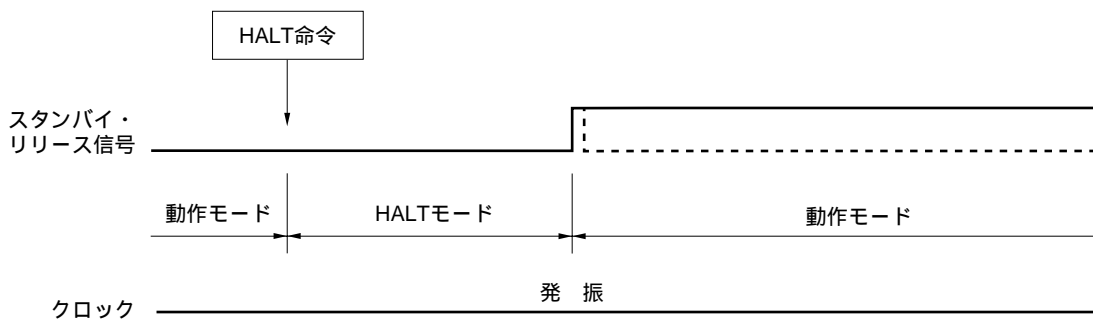 HALT命令
スタンバイ・
リリース信号
動作モード
HALTモード
動作モード
発 振
クロック